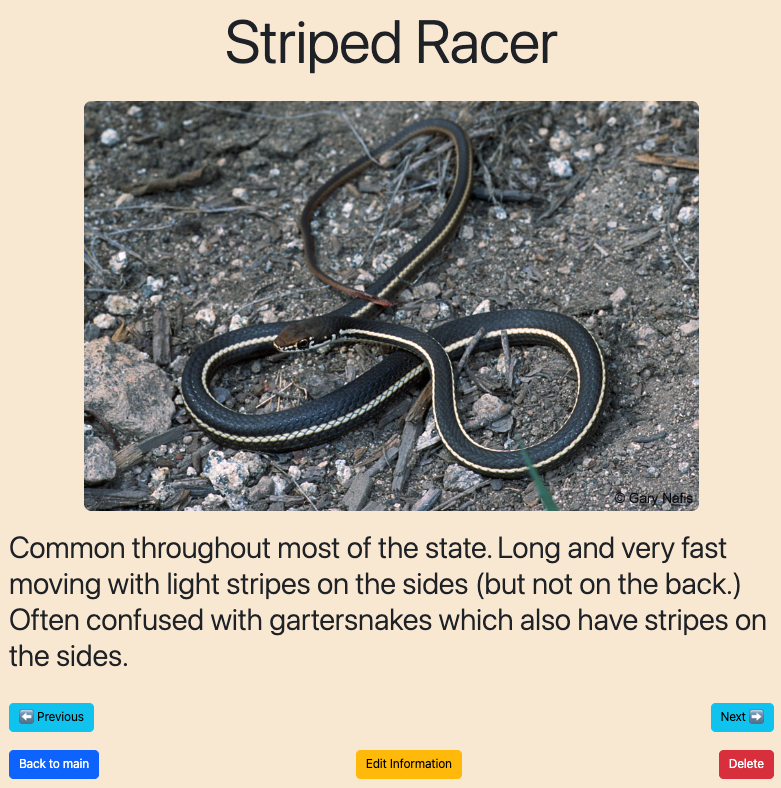 Striped Racer
© Gary Nafis
Common throughout most of the state. Long and very fast
moving with light stripes on the sides (but not on the back.)
Often confused with gartersnakes which also have stripes on
the sides.
⬅️ Previous
Next ➡️
Back to main
Edit Information
Delete